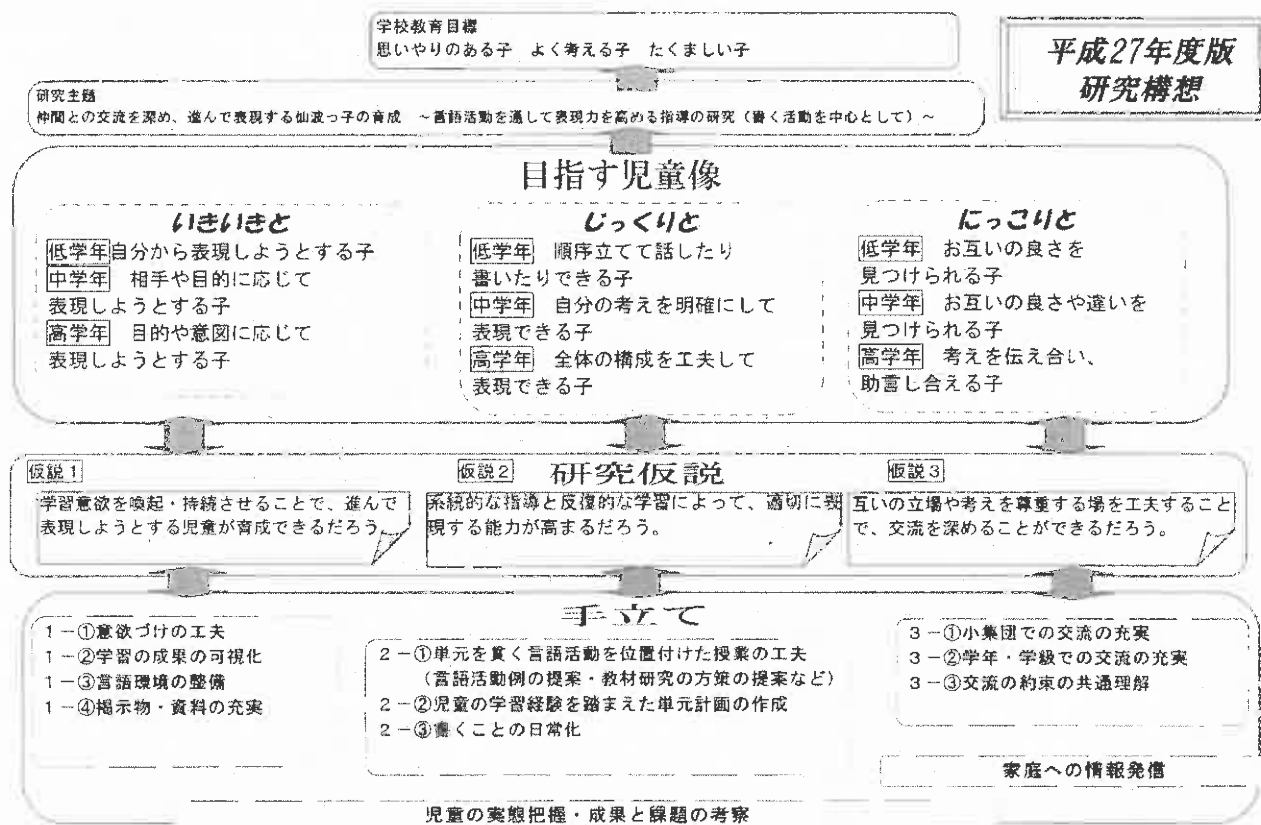 学校教育目標
思いやりのある子　よく考える子　たくましい子
平成27年度版
研究構想
研究主題
仲間との交流を深め、進んで表現する仙波っ子の育成　～言語活動を通して表現力を高める指導の研究（書く活動を中心として）～
目指す児童像
いきいきと
低学年 自分から表現しようとする子
中学年　相手や目的に応じて
表現しようとする子
高学年　目的や意図に応じて
表現しようとする子
じっくりと
低学年　順序立てて話したり
書いたりできる子
中学年　自分の考えを明確にして
表現できる子
高学年　全体の構成を工夫して
表現できる子
にっこりと
低学年　お互いの良さを
見つけられる子
中学年　お互いの良さや違いを
見つけられる子
高学年　考えを伝え合い、
助言し合える子
研究仮説
仮説１
学習意欲を喚起・持続させることで、進んで
表現しようとする児童が育成できるだろう。
仮説２
系統的な指導と反復的な学習によって、適切に表
現する能力が高まるだろう。
仮説３
互いの立場や考えを尊重する場を工夫すること
で、交流を深めることができるだろう。
手立て
１－①意欲づけの工夫
１－②学習の成果の可視化
１－③言語環境の整備
１－④掲示物・資料の充実
２－①単元を貫く言語活動を位置付けた授業の工夫
（言語活動例の提案・教材研究の方策の提案など）
２－②児童の学習経験を踏まえた単元計画の作成
２－③書くことの日常化
３－①小集団での交流の充実
３－②学年・学級での交流の充実
３－③交流の約束の共通理解
家庭への情報発信
児童の実態把握・成果と課題の考察